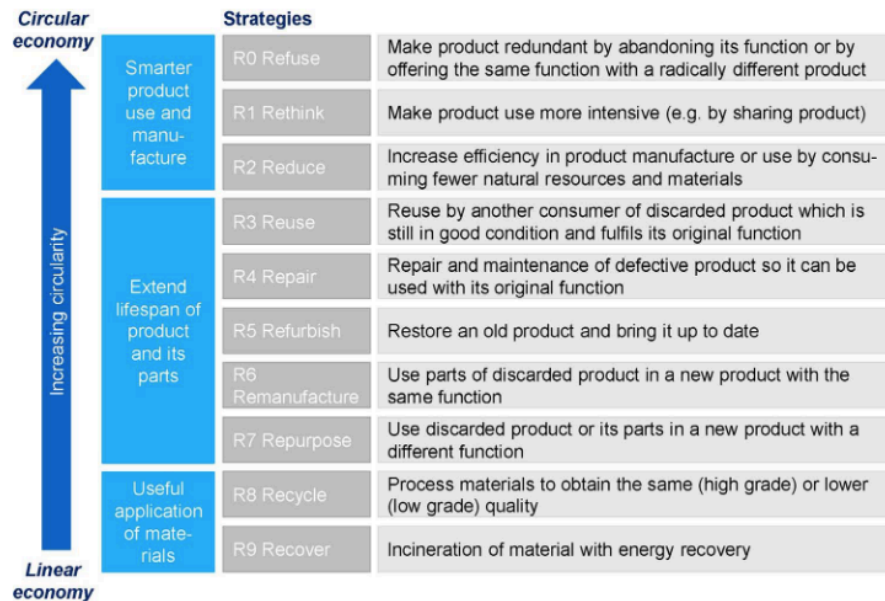 Circular
economy
Strategies
Increasing circularity
Smarter
product
use and
manu-
facture
R0 Refuse
Make product redundant by abandoning its function or by
offering the same function with a radically different product
R1 Rethink
Make product use more intensive (e.g. by sharing product)
R2 Reduce
Increase efficiency in product manufacture or use by consu-
ming fewer natural resources and materials
Extend
lifespan of
product
and its
parts
R3 Reuse
Reuse by another consumer of discarded product which is
still in good condition and fulfils its original function
R4 Repair
Repair and maintenance of defective product so it can be
used with its original function
R5 Refurbish
Restore an old product and bring it up to date
R6
Remanufacture
Use parts of discarded product in a new product with the
same function
R7 Repurpose
Use discarded product or its parts in a new product with a
different function
Useful
application
of mate-
rials
R8 Recycle
Process materials to obtain the same (high grade) or lower
(low grade) quality
R9 Recover
Incineration of material with energy recovery
Linear
economy